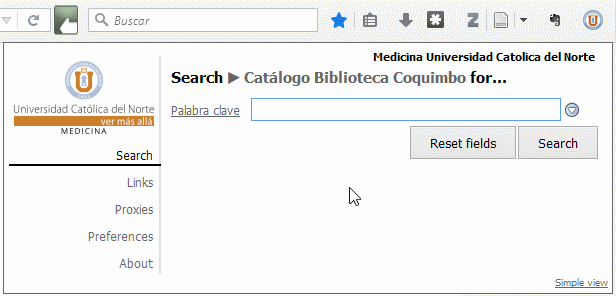 Buscar
Medicina Universidad Catolica del Norte
Search ▶ Catálogo Biblioteca Coquimbo for...
Universidad Católica del Norte
ver más allá
MEDICINA
Palabra clave
Reset fields Search
Search
Links
Proxies
Preferences
About
Simple view